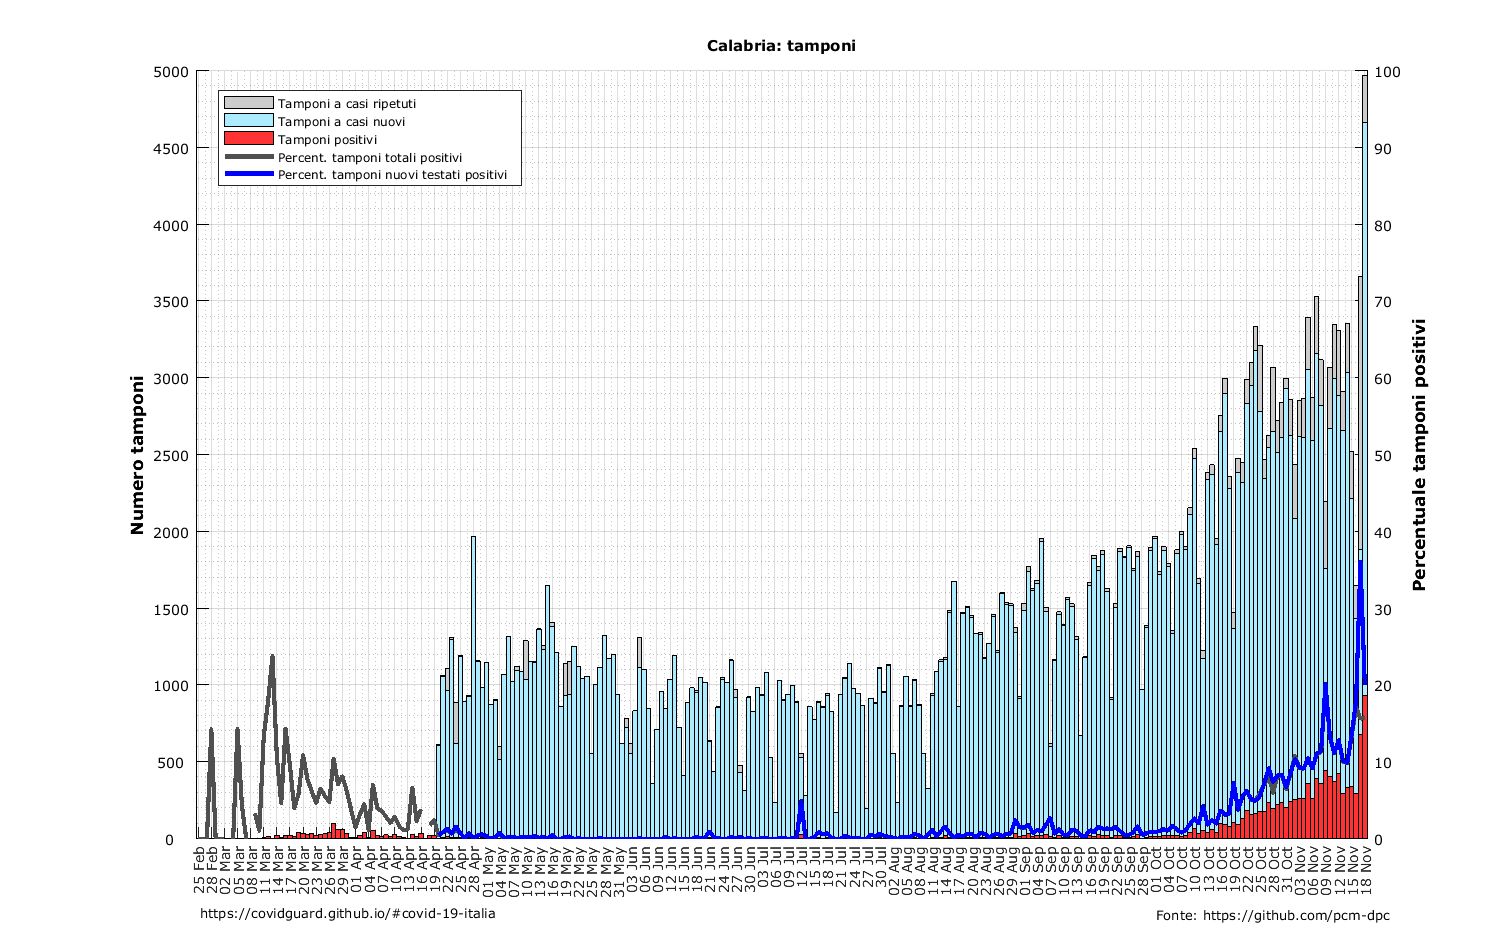 Calabria: tamponi
Tamponi a casi ripetuti
Tamponi a casi nuovi
Tamponi positivi
Percent. tamponi totali positivi
Percent. tamponi nuovi testati positivi
Numero tamponi
5000
4500
4000
3500
3000
2500
2000
1500
1000
500
0
Percentuale tamponi positivi
100
90
80
70
60
50
40
30
20
10
0
25 Feb
28 Feb
02 Mar
05 Mar
08 Mar
11 Mar
14 Mar
17 Mar
20 Mar
23 Mar
26 Mar
29 Mar
01 Apr
04 Apr
07 Apr
10 Apr
13 Apr
16 Apr
19 Apr
22 Apr
25 Apr
28 Apr
01 May
04 May
07 May
10 May
13 May
16 May
19 May
22 May
25 May
28 May
31 May
03 Jun
06 Jun
09 Jun
12 Jun
15 Jun
18 Jun
21 Jun
24 Jun
27 Jun
30 Jun
03 Jul
06 Jul
09 Jul
12 Jul
15 Jul
18 Jul
21 Jul
24 Jul
27 Jul
30 Jul
02 Aug
05 Aug
08 Aug
11 Aug
14 Aug
17 Aug
20 Aug
23 Aug
26 Aug
29 Aug
01 Sep
04 Sep
07 Sep
10 Sep
13 Sep
16 Sep
19 Sep
22 Sep
25 Sep
28 Sep
01 Oct
04 Oct
07 Oct
10 Oct
13 Oct
16 Oct
19 Oct
22 Oct
25 Oct
28 Oct
31 Oct
03 Nov
06 Nov
09 Nov
12 Nov
15 Nov
18 Nov
https://covidguard.github.io/#covid-19-italia
Fonte: https://github.com/pcm-dpc